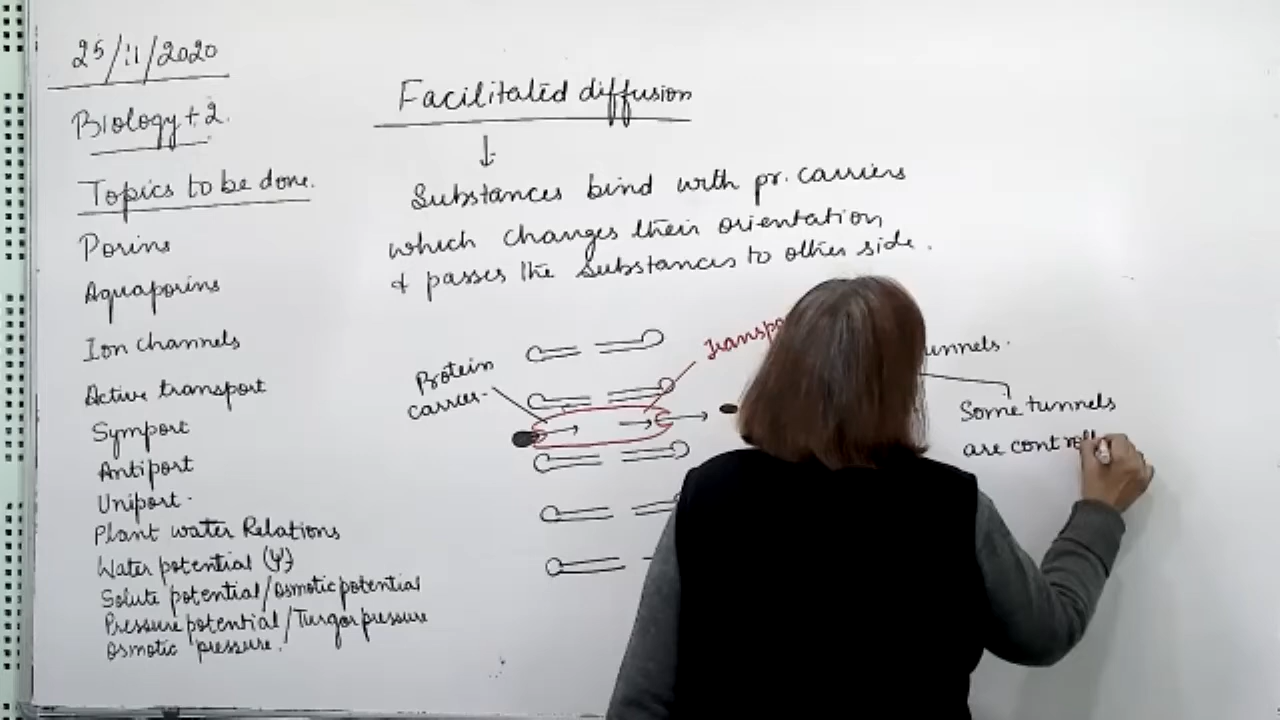 25/11/2020
Biology +2.
Topics to be done.
Porins
Aquaporins
Ion channels
Active transport
Symport
Antiport
Uniport.
Plant water Relations
Water potential (Ψ)
Solute potential/Osmotic potential
Pressure potential/Turgor pressure
Osmotic pressure.
Facilitated diffusion
↓
Substances bind with pr. carriers
which changes their orientation
& passes the substances to other side.
Protein
carrier.
Some tunnels
are contr